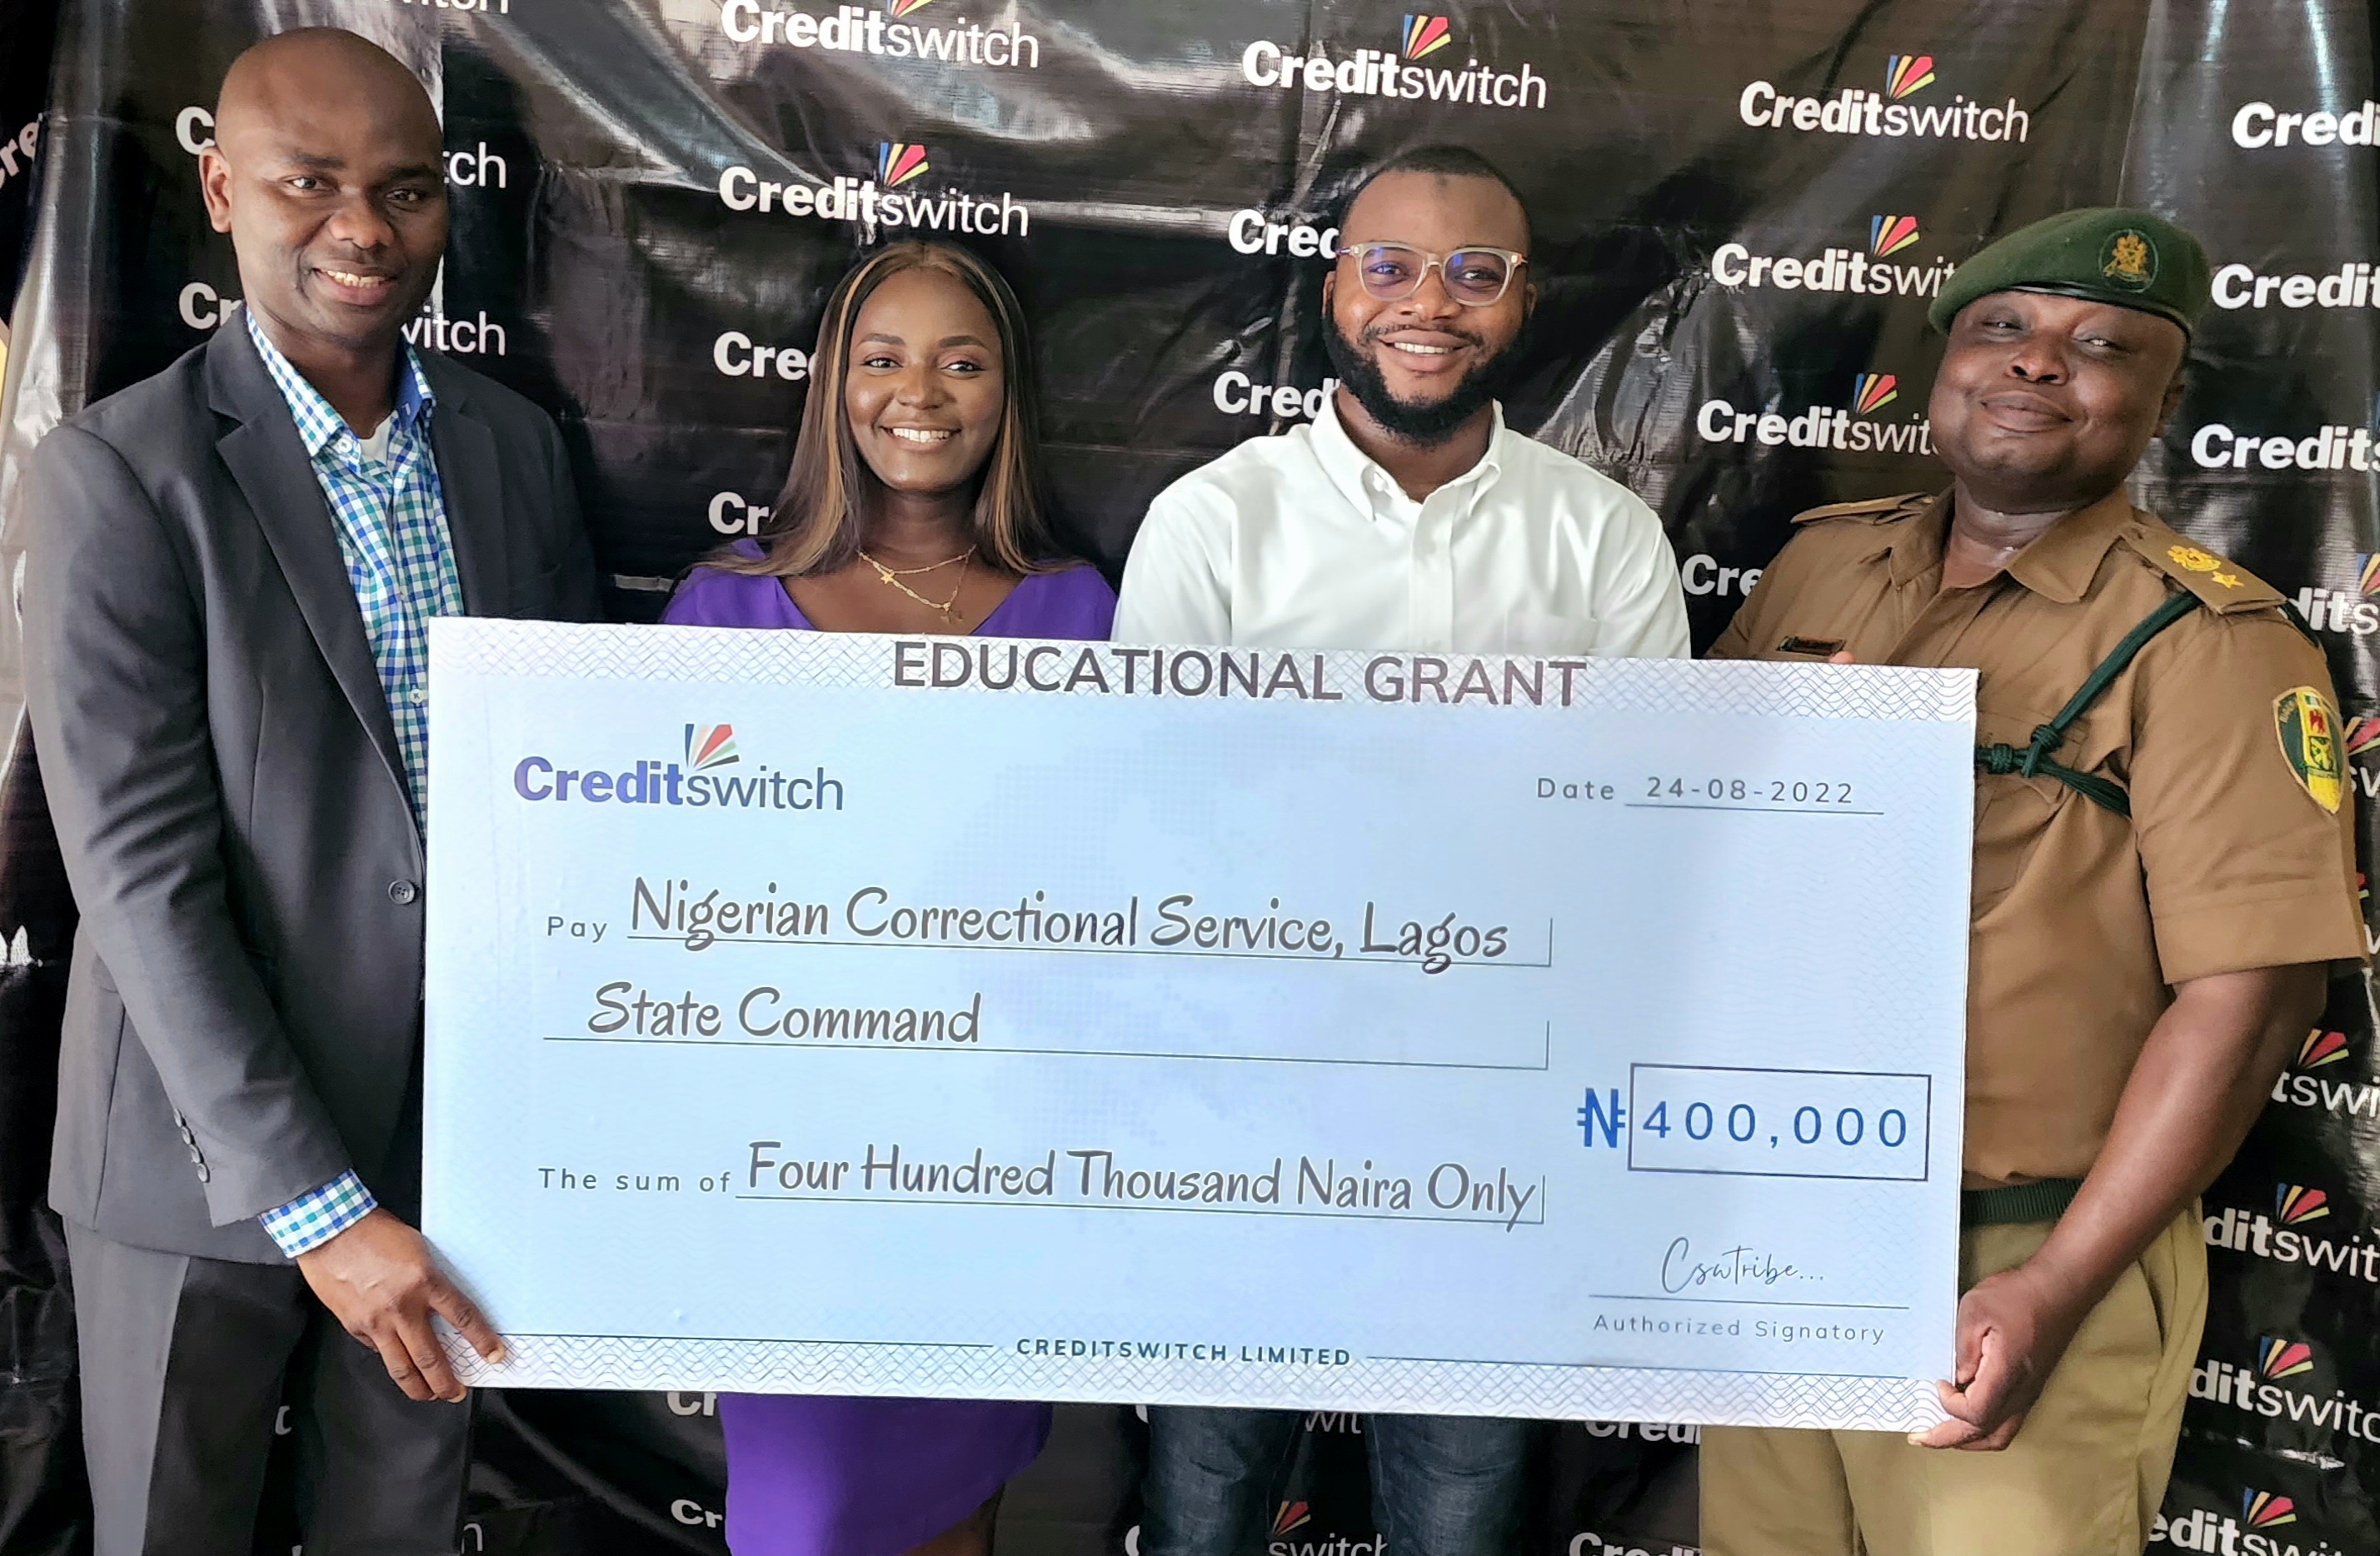 Creditswitch
Creditswitch
Creditswitch
Creditswitch
EDUCATIONAL GRANT
Creditswitch
Date 24-08-2022
Pay Nigerian Correctional Service, Lagos
State Command
₦ 400,000
The sum of Four Hundred Thousand Naira Only
Cswtribe...
Authorized Signatory
CREDITSWITCH LIMITED